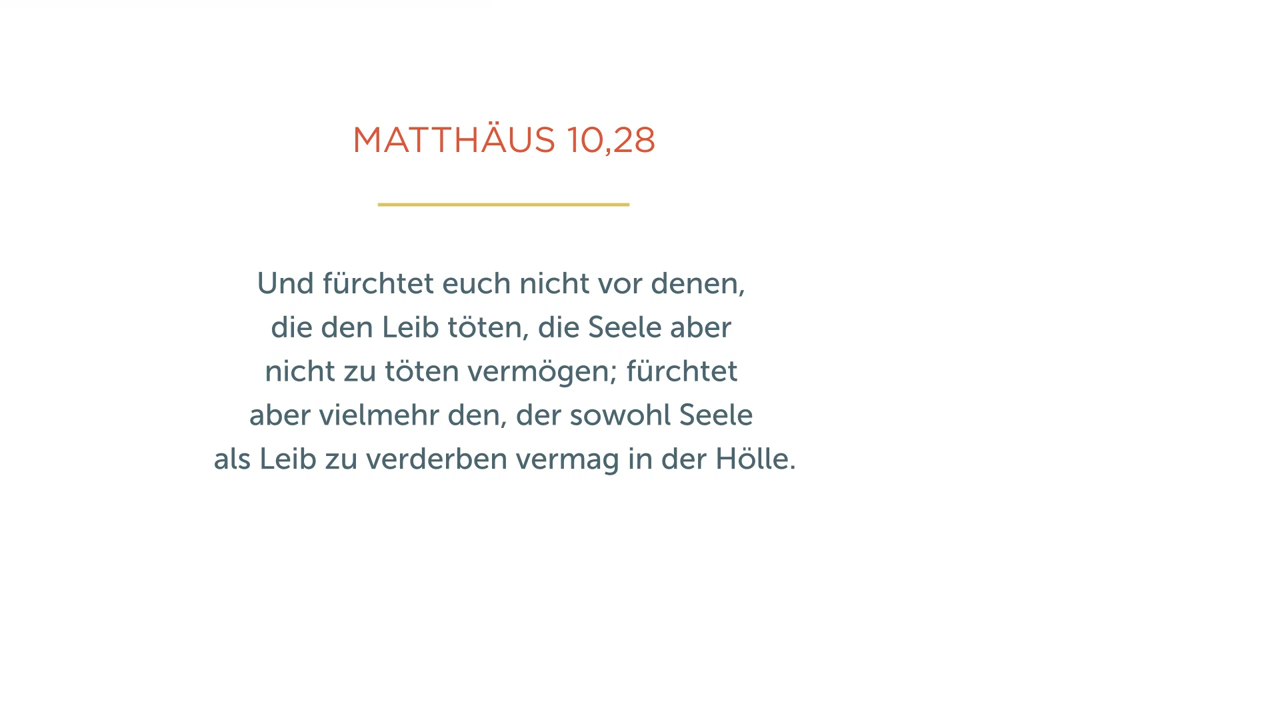 MATTHÄUS 10,28
Und fürchtet euch nicht vor denen,
die den Leib töten, die Seele aber
nicht zu töten vermögen; fürchtet
aber vielmehr den, der sowohl Seele
als Leib zu verderben vermag in der Hölle.